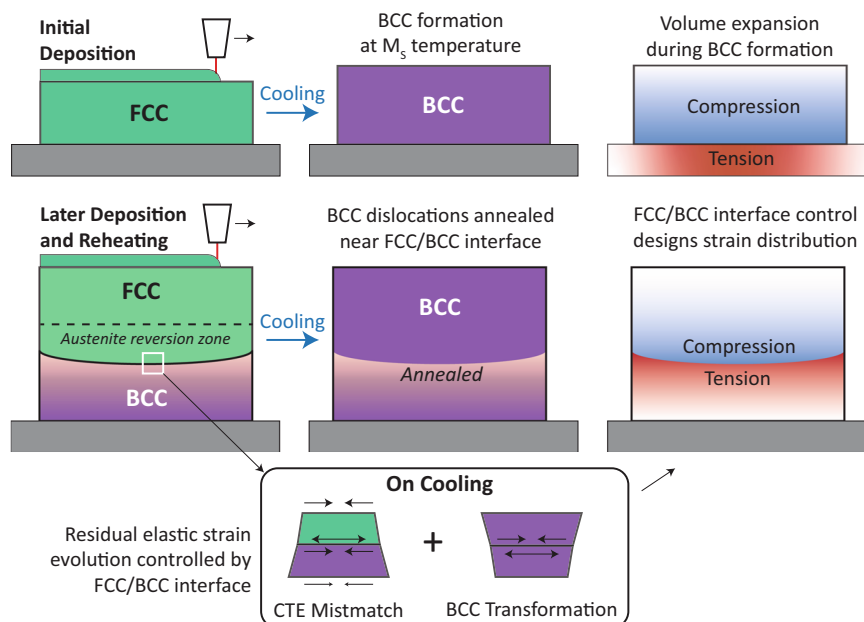 Initial
Deposition
FCC
Cooling
BCC formation
at Ms temperature
BCC
Volume expansion
during BCC formation
Compression
Tension
Later Deposition
and Reheating
FCC
Austenite reversion zone
BCC
Cooling
BCC dislocations annealed
near FCC/BCC interface
BCC
Annealed
FCC/BCC interface control
designs strain distribution
Compression
Tension
Residual elastic strain
evolution controlled by
FCC/BCC interface
On Cooling
+
CTE Mistmatch
BCC Transformation